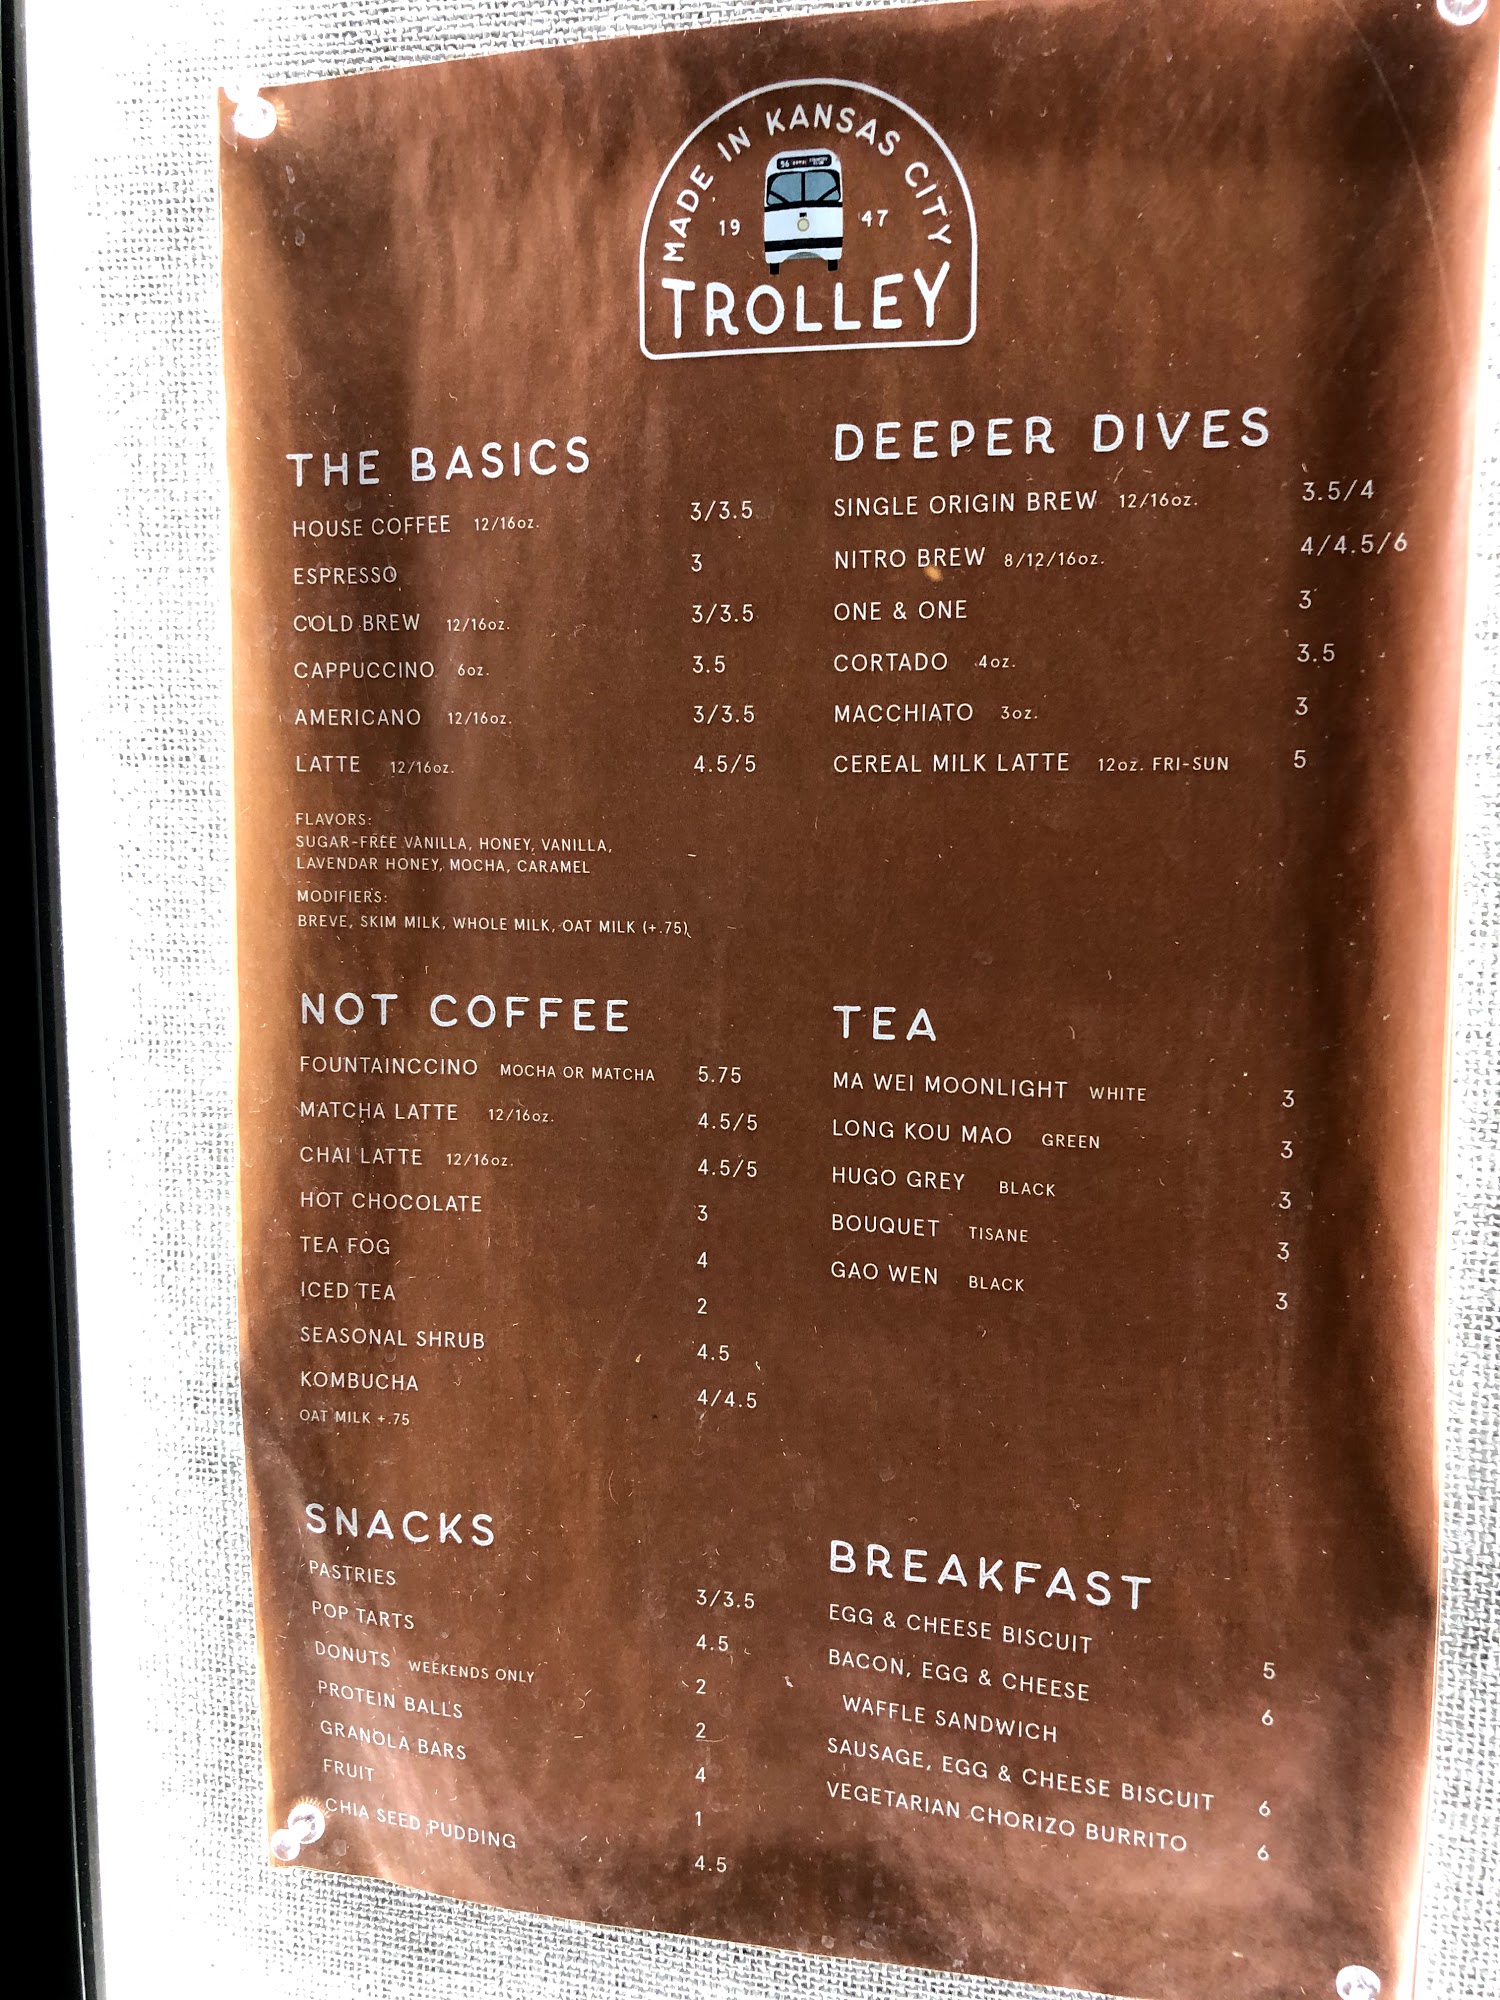 MADE IN KANSAS CITY
19 47
56
TROLLEY
THE BASICS
HOUSE COFFEE 12/16oz. 3/3.5
ESPRESSO 3
COLD BREW 12/16oz. 3/3.5
CAPPUCCINO 6oz. 3.5
AMERICANO 12/16oz. 3/3.5
LATTE 12/16oz. 4.5/5
FLAVORS:
SUGAR-FREE VANILLA, HONEY, VANILLA,
LAVENDAR HONEY, MOCHA, CARAMEL
MODIFIERS:
BREVE, SKIM MILK, WHOLE MILK, OAT MILK (+.75)
DEEPER DIVES
SINGLE ORIGIN BREW 12/16oz. 3.5/4
NITRO BREW 8/12/16oz. 4/4.5/6
ONE & ONE 3
CORTADO 4oz. 3.5
MACCHIATO 3oz. 3
CEREAL MILK LATTE 12oz. FRI-SUN 5
NOT COFFEE
FOUNTAINCCINO MOCHA OR MATCHA 5.75
MATCHA LATTE 12/16oz. 4.5/5
CHAI LATTE 12/16oz. 4.5/5
HOT CHOCOLATE 3
TEA FOG 4
ICED TEA 2
SEASONAL SHRUB 4.5
KOMBUCHA 4/4.5
OAT MILK +.75
TEA
MA WEI MOONLIGHT WHITE 3
LONG KOU MAO GREEN 3
HUGO GREY BLACK 3
BOUQUET TISANE 3
GAO WEN BLACK 3
SNACKS
PASTRIES 3/3.5
POP TARTS 4.5
DONUTS WEEKENDS ONLY 2
PROTEIN BALLS 2
GRANOLA BARS 4
FRUIT 1
CHIA SEED PUDDING 4.5
BREAKFAST
EGG & CHEESE BISCUIT 5
BACON, EGG & CHEESE 6
WAFFLE SANDWICH
SAUSAGE, EGG & CHEESE BISCUIT 6
VEGETARIAN CHORIZO BURRITO 6